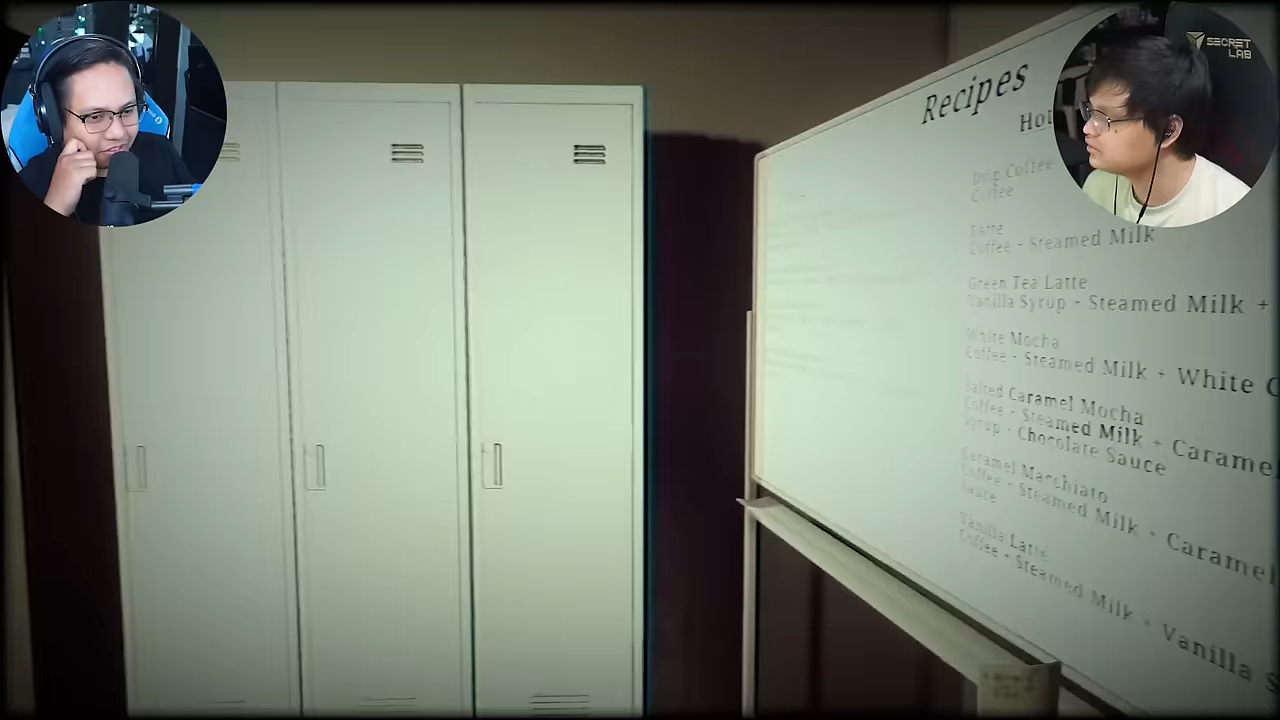 SECRET
LAB
Recipes
Hot
Drip Coffee
Coffee
Latte
Coffee - Steamed Milk
Green Tea Latte
Vanilla Syrup - Steamed Milk +
White Mocha
Coffee - Steamed Milk + White
Salted Caramel Mocha
Coffee - Steamed Milk + Carame
Syrup - Chocolate Sauce
Caramel Macchiato
Coffee - Steamed Milk + Caramel
Sauce
Vanilla Latte
Coffee - Steamed Milk + Vanilla S